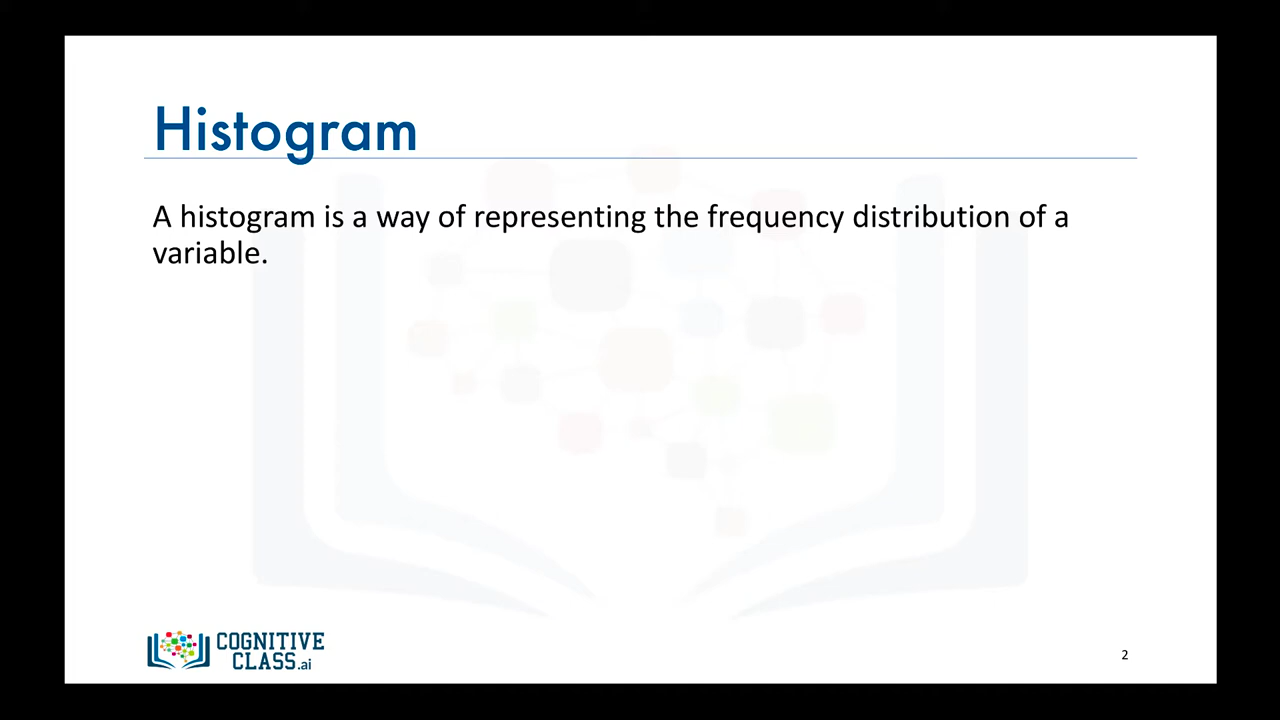 Histogram
A histogram is a way of representing the frequency distribution of a
variable.
COGNITIVE
CLASS.ai
2